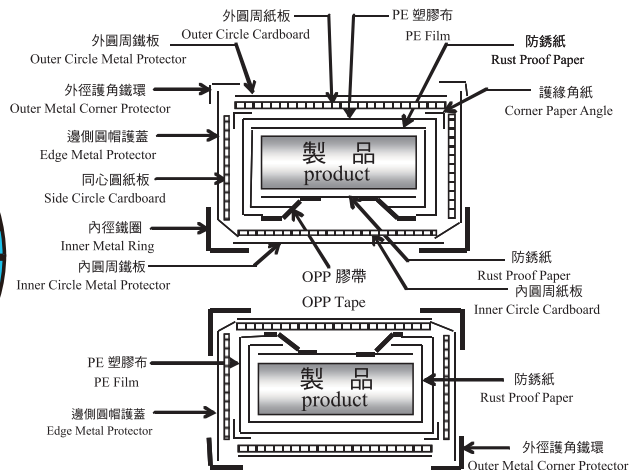 外圓周紙板
Outer Circle Cardboard
PE 塑膠布
PE Film
外圓周鐵板
Outer Circle Metal Protector
防銹紙
Rust Proof Paper
外徑護角鐵環
Outer Metal Corner Protector
護緣角紙
Corner Paper Angle
邊側圓帽護蓋
Edge Metal Protector
製 品
product
同心圓紙板
Side Circle Cardboard
內徑鐵圈
Inner Metal Ring
內圓周鐵板
Inner Circle Metal Protector
OPP 膠帶
OPP Tape
防銹紙
Rust Proof Paper
內圓周紙板
Inner Circle Cardboard
PE 塑膠布
PE Film
製 品
product
防銹紙
Rust Proof Paper
邊側圓帽護蓋
Edge Metal Protector
外徑護角鐵環
Outer Metal Corner Protector